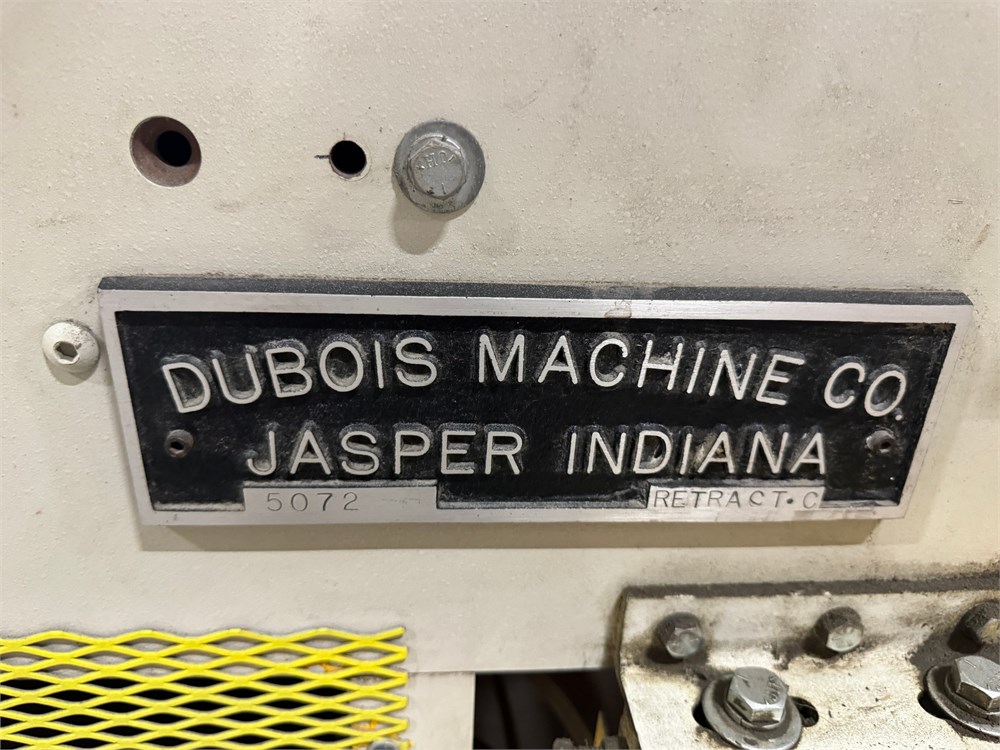 DUBOIS MACHINE CO.
JASPER INDIANA
5072
RETRACT·C